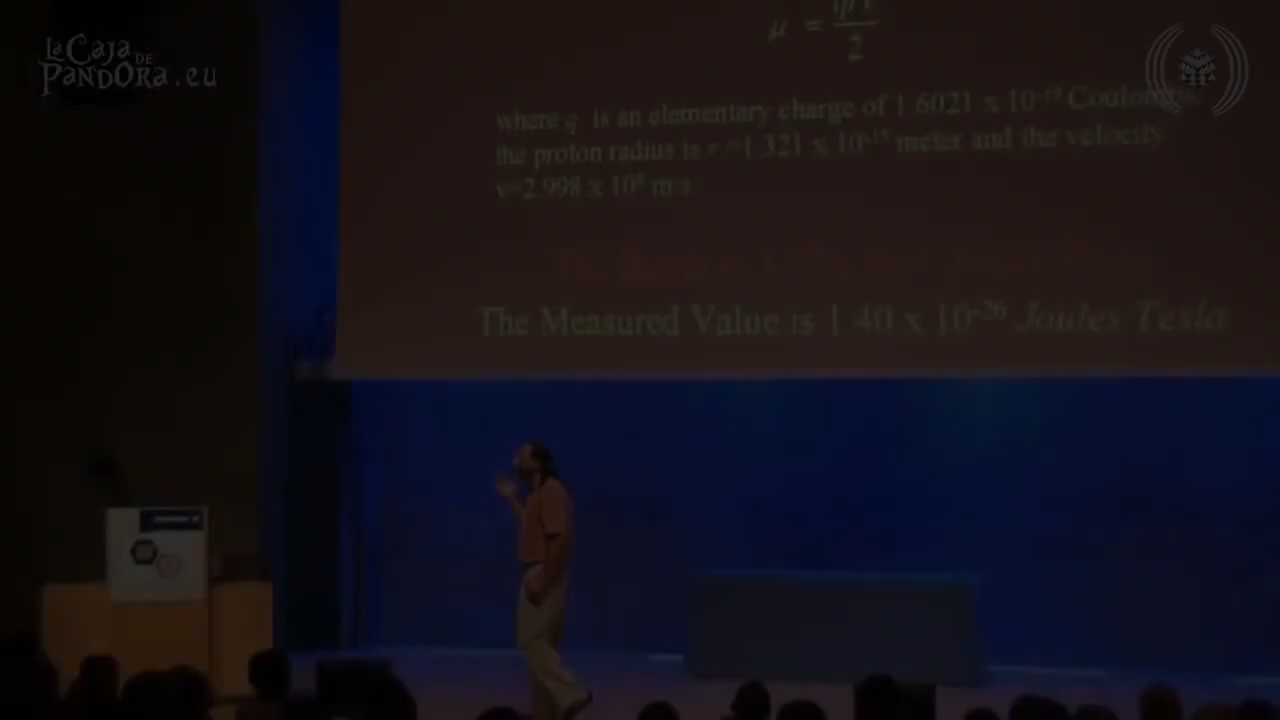 La Caja DE
PANDORA.eu
μ =
2
where q is an elementary charge of 1.6021 x 10⁻¹⁹
the proton radius is r =1.321 x 10⁻¹⁵ meter and the velocity
v=2.998 x 10⁸ m/s
The Measured Value is 1.40 x 10⁻²⁶ Joules Tesla